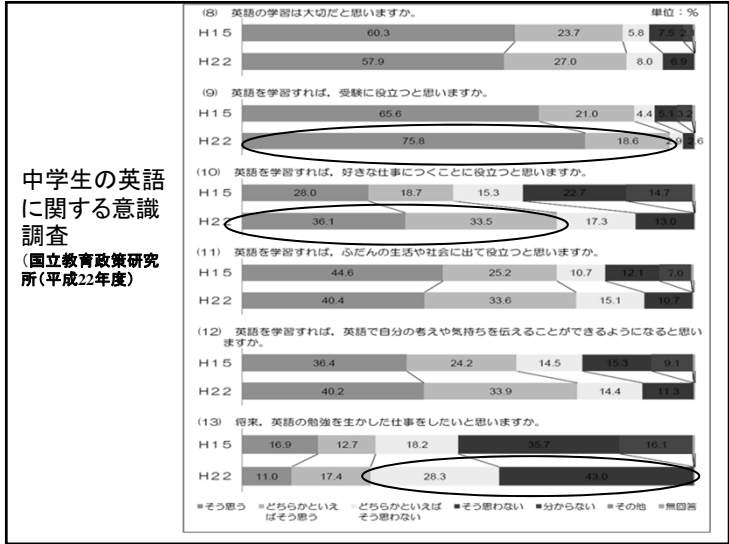 (8) 英語の学習は大切だと思いますか。 単位：%
H15 60.3 23.7 5.8 7.5 2.1
H22 57.9 27.0 8.0 6.9
(9) 英語を学習すれば，受験に役立つと思いますか。
H15 65.6 21.0 4.4 5.1 3.2
H22 75.8 18.6 2.9 2.6
(10) 英語を学習すれば，好きな仕事につくことに役立つと思いますか。
H15 28.0 18.7 15.3 22.7 14.7
H22 36.1 33.5 17.3 13.0
中学生の英語
に関する意識
調査
（国立教育政策研究
所（平成22年度）
(11) 英語を学習すれば，ふだんの生活や社会に出て役立つと思いますか。
H15 44.6 25.2 10.7 12.1 7.0
H22 40.4 33.6 15.1 10.7
(12) 英語を学習すれば，英語で自分の考えや気持ちを伝えることができるようになると思い
ますか。
H15 36.4 24.2 14.5 15.3 9.1
H22 40.2 33.9 14.4 11.3
(13) 将来，英語の勉強を生かした仕事をしたいと思いますか。
H15 16.9 12.7 18.2 35.7 16.1
H22 11.0 17.4 28.3 43.0
■そう思う ■どちらかといえ どちらかといえば ■そう思わない ■分からない ■その他 ■無回答
ばそう思う そう思わない